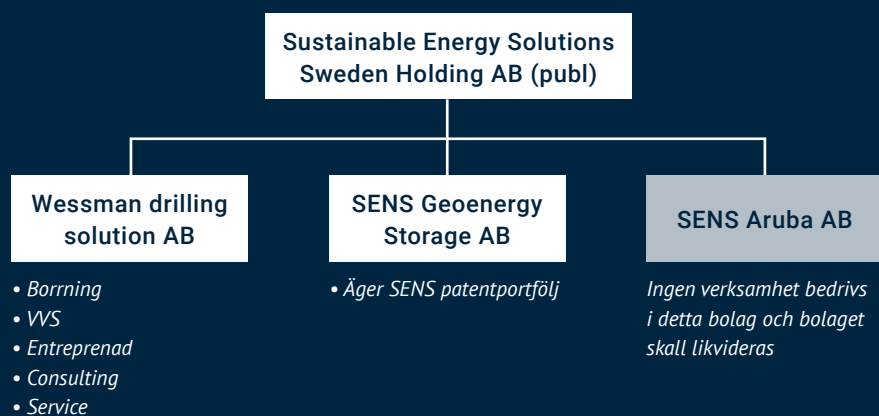 Sustainable Energy Solutions
Sweden Holding AB (publ)
Wessman drilling
solution AB
• Borrning
• VVS
• Entreprenad
• Consulting
• Service
SENS Geoenergy
Storage AB
• Äger SENS patentportfölj
SENS Aruba AB
Ingen verksamhet bedrivs
i detta bolag och bolaget
skall likvideras